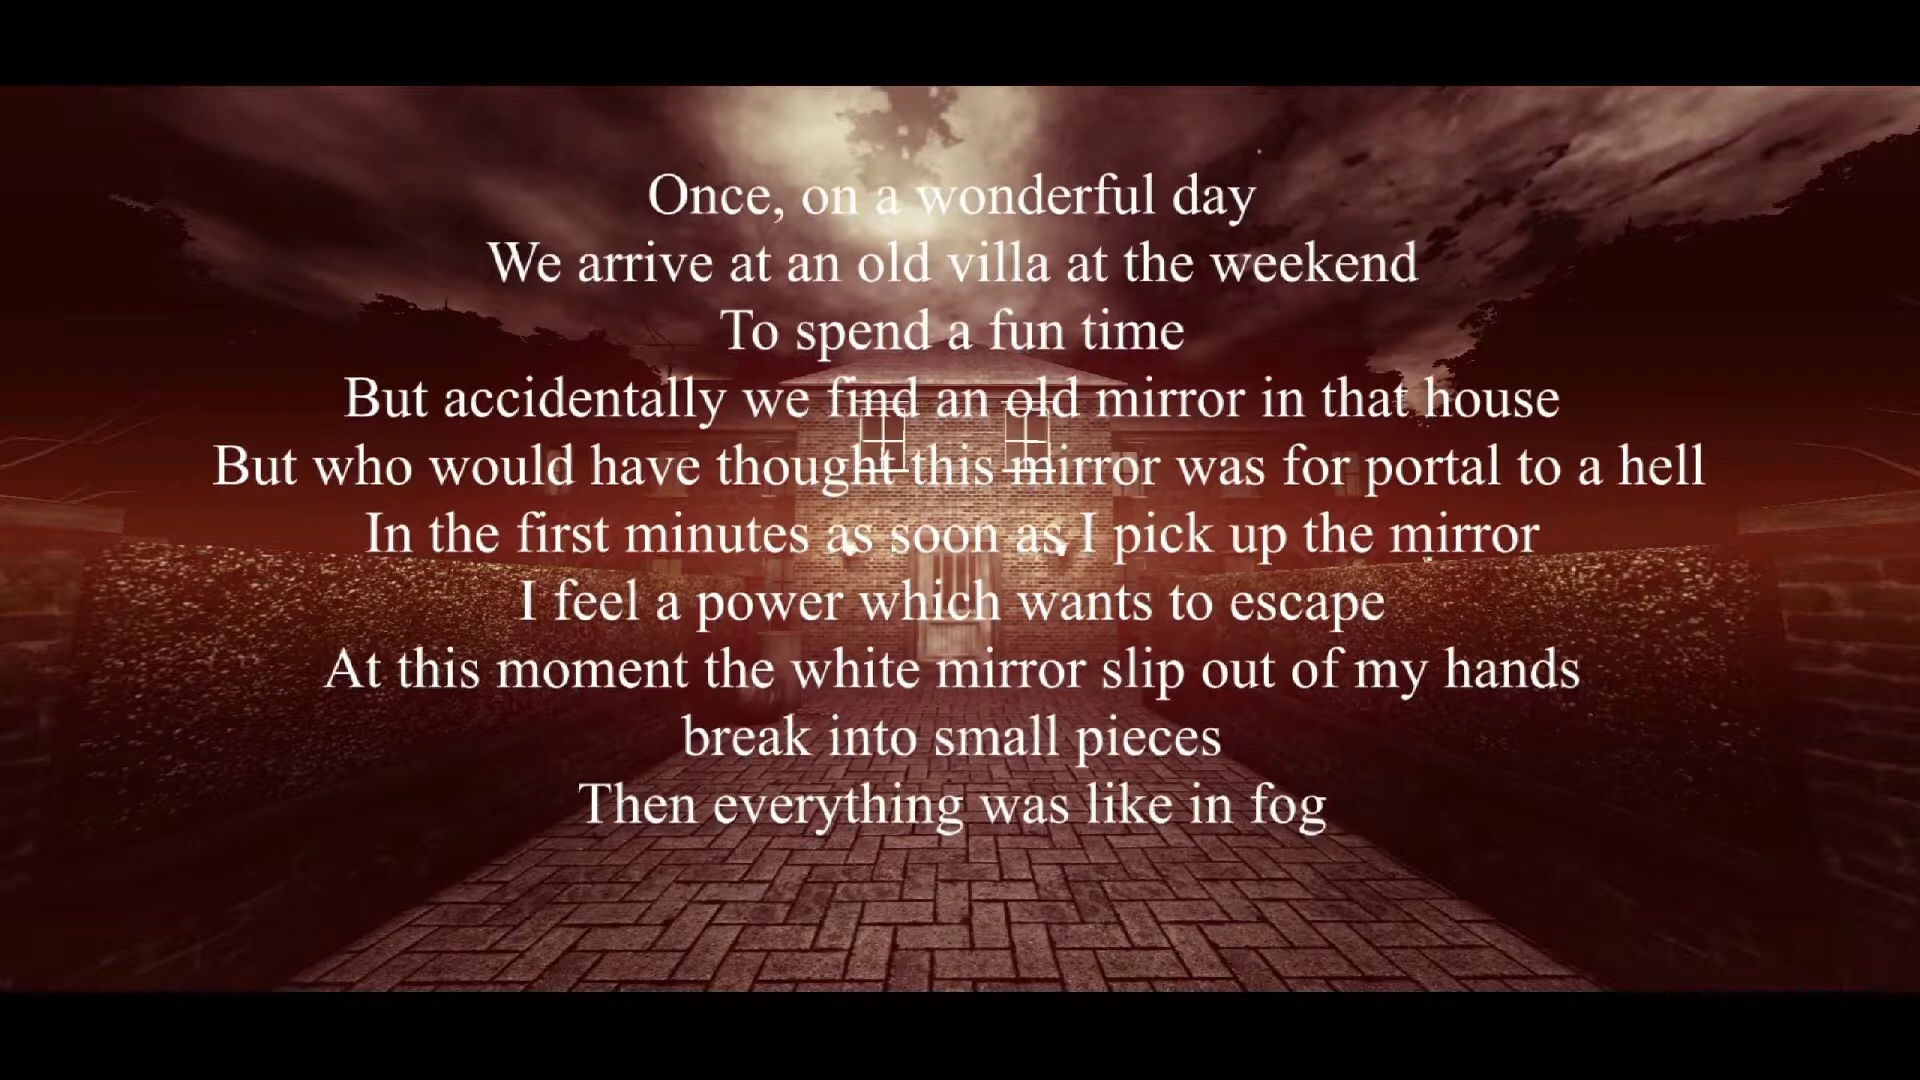 Once, on a wonderful day
We arrive at an old villa at the weekend
To spend a fun time
But accidentally we find an old mirror in that house
But who would have thought this mirror was for portal to a hell
In the first minutes as soon as I pick up the mirror
I feel a power which wants to escape
At this moment the white mirror slip out of my hands
break into small pieces
Then everything was like in fog